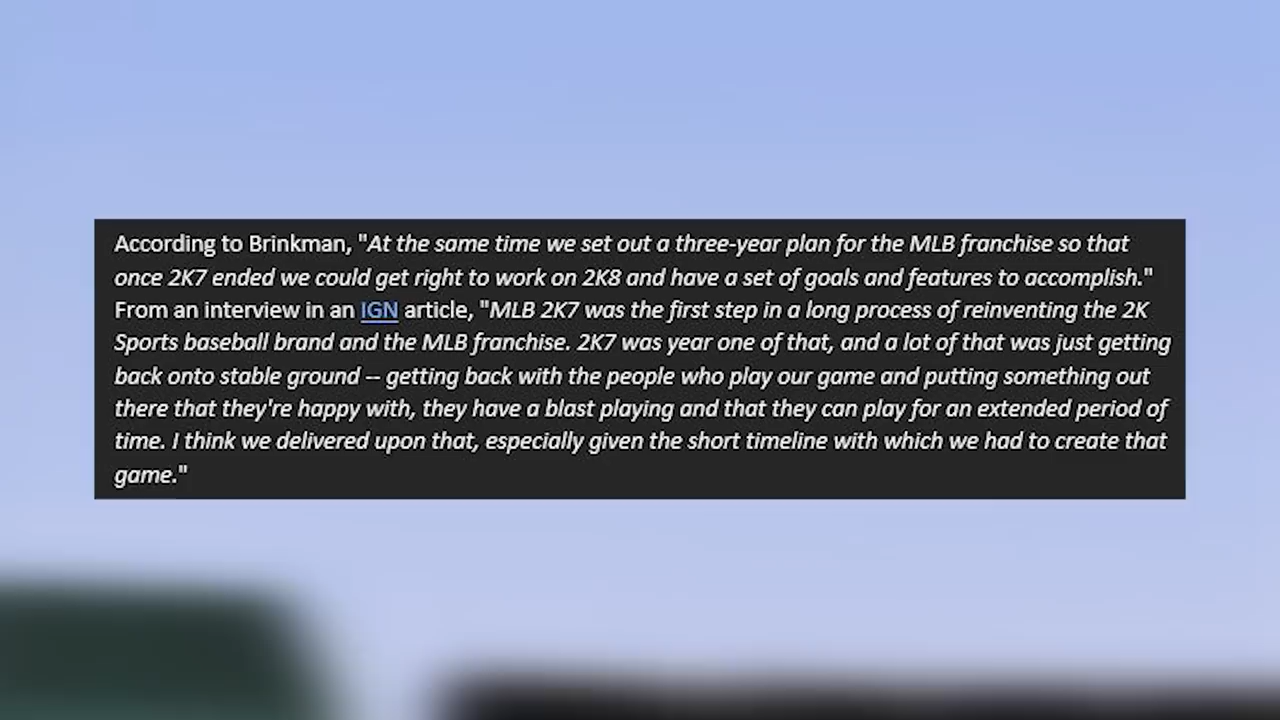 According to Brinkman, "At the same time we set out a three-year plan for the MLB franchise so that
once 2K7 ended we could get right to work on 2K8 and have a set of goals and features to accomplish."
From an interview in an IGN article, "MLB 2K7 was the first step in a long process of reinventing the 2K
Sports baseball brand and the MLB franchise. 2K7 was year one of that, and a lot of that was just getting
back onto stable ground -- getting back with the people who play our game and putting something out
there that they're happy with, they have a blast playing and that they can play for an extended period of
time. I think we delivered upon that, especially given the short timeline with which we had to create that
game."